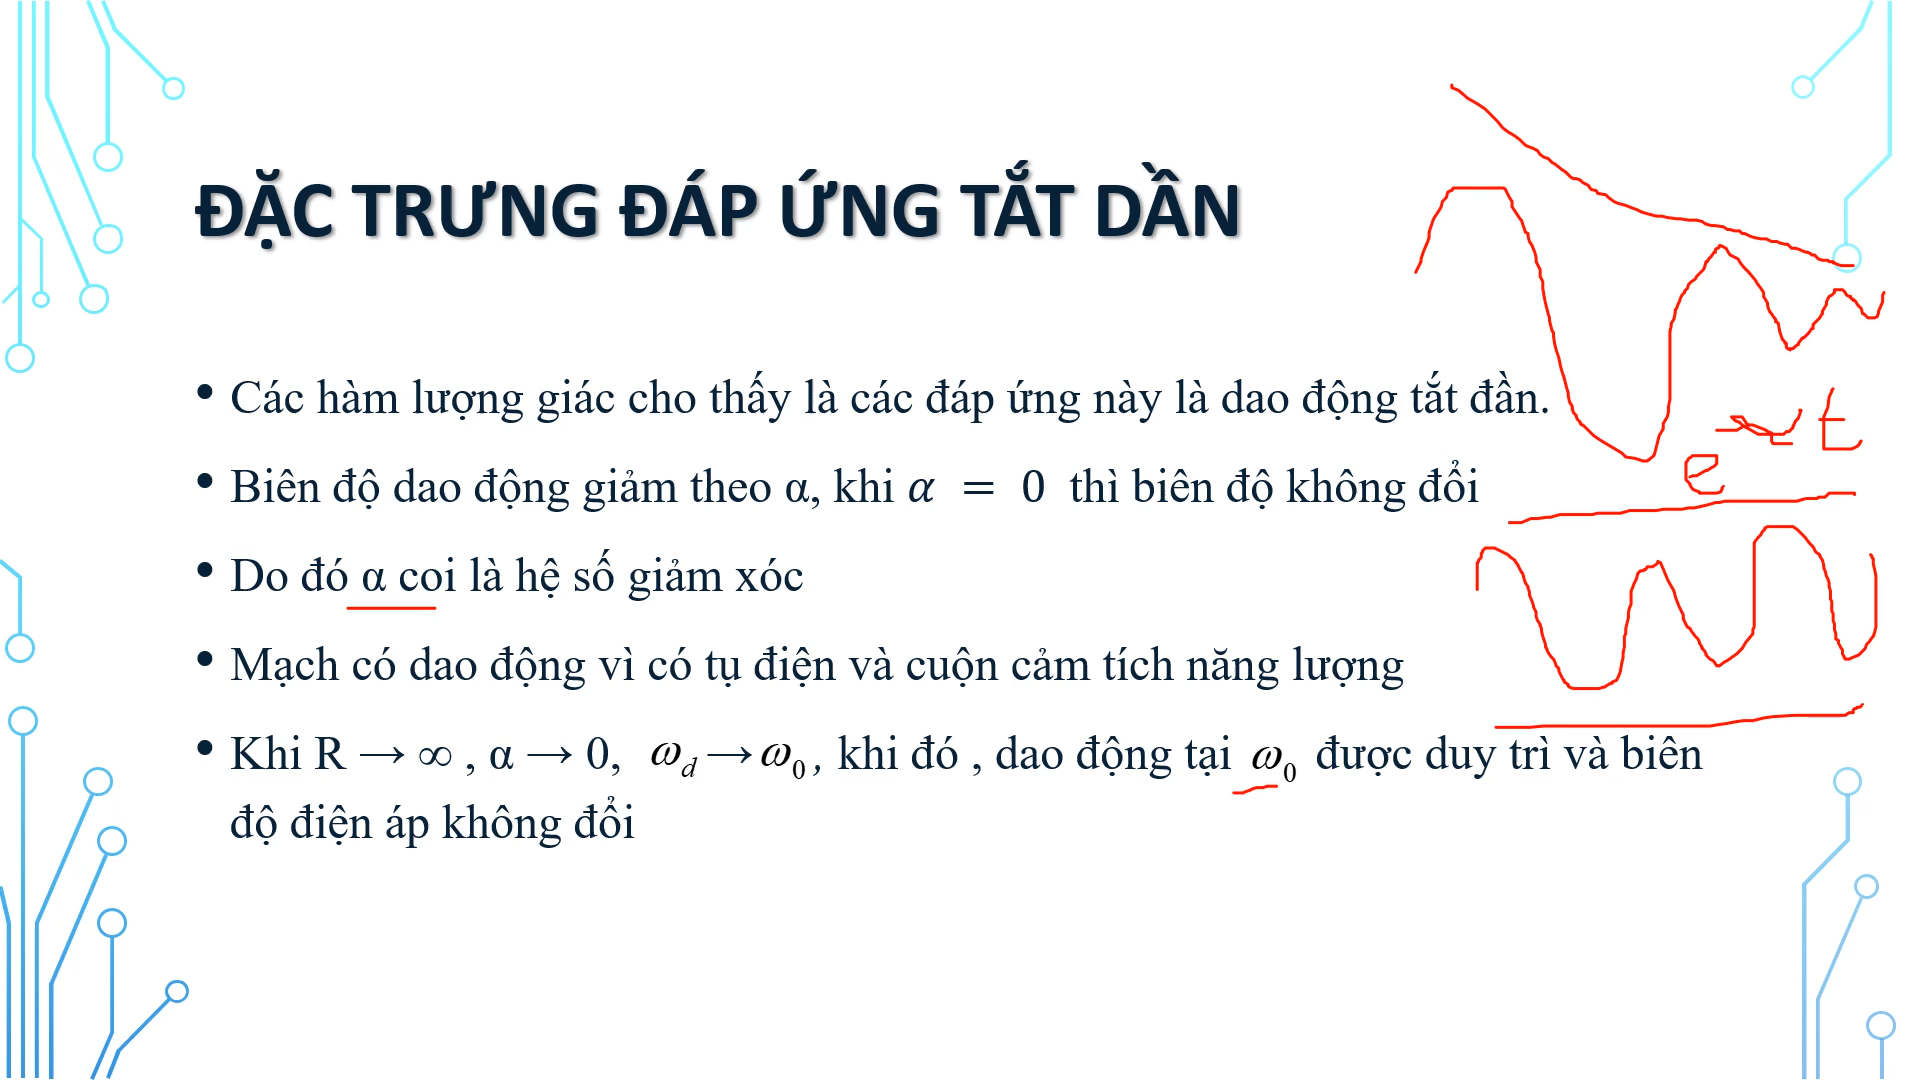 ĐẶC TRƯNG ĐÁP ỨNG TẮT DẦN
• Các hàm lượng giác cho thấy là các đáp ứng này là dao động tắt đần.
• Biên độ dao động giảm theo α, khi α = 0 thì biên độ không đổi
• Do đó α coi là hệ số giảm xóc
• Mạch có dao động vì có tụ điện và cuộn cảm tích năng lượng
• Khi R → ∞ , α → 0, ω_d → ω_0 , khi đó , dao động tại ω_0 được duy trì và biên
độ điện áp không đổi
e^{-αt}